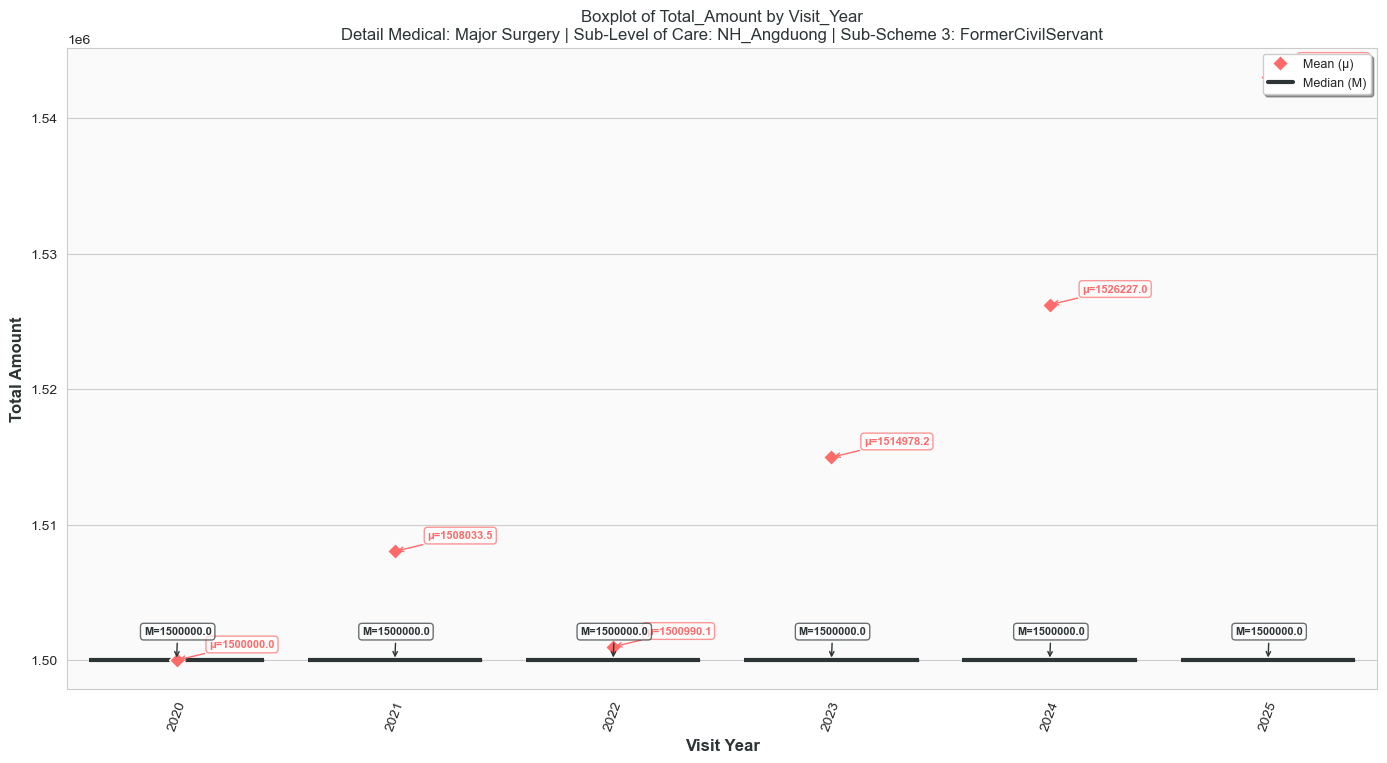 Boxplot of Total_Amount by Visit_Year
Detail Medical: Major Surgery | Sub-Level of Care: NH_Angduong | Sub-Scheme 3: FormerCivilServant
1e6
Mean (μ)
Median (M)
1.54
1.53
μ=1526227.0
1.52
μ=1514978.2
1.51
μ=1508033.5
M=1500000.0
M=1500000.0
M=1500000.0
=1500990.1
M=1500000.0
M=1500000.0
M=1500000.0
μ=1500000.0
1.50
Total Amount
2020
2021
2022
2023
2024
2025
Visit Year